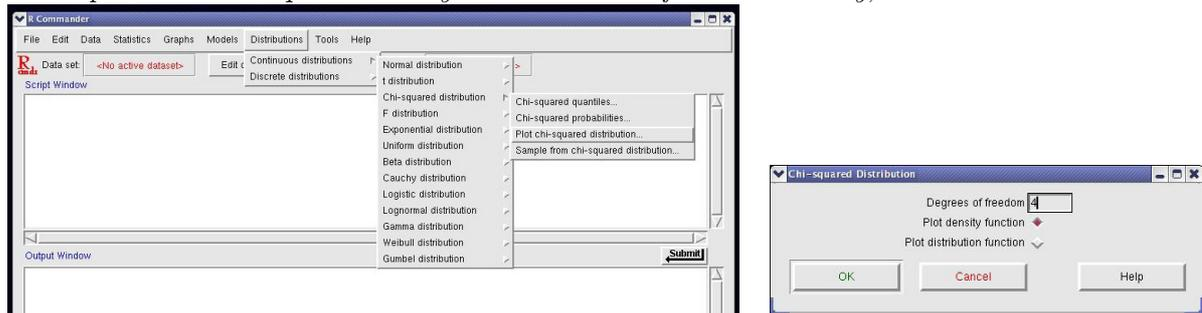 R Commander
File Edit Data Statistics Graphs Models Distributions Tools Help
R Data set: <No active dataset> Edit
Continuous distributions
Discrete distributions
Script Window
Normal distribution
t distribution
Chi-squared distribution
F distribution
Exponential distribution
Uniform distribution
Beta distribution
Cauchy distribution
Logistic distribution
Lognormal distribution
Gamma distribution
Weibull distribution
Gumbel distribution
Chi-squared quantiles...
Chi-squared probabilities...
Plot chi-squared distribution...
Sample from chi-squared distribution...
Output Window
Submit
Chi-squared Distribution
Degrees of freedom 4
Plot density function
Plot distribution function
OK Cancel Help